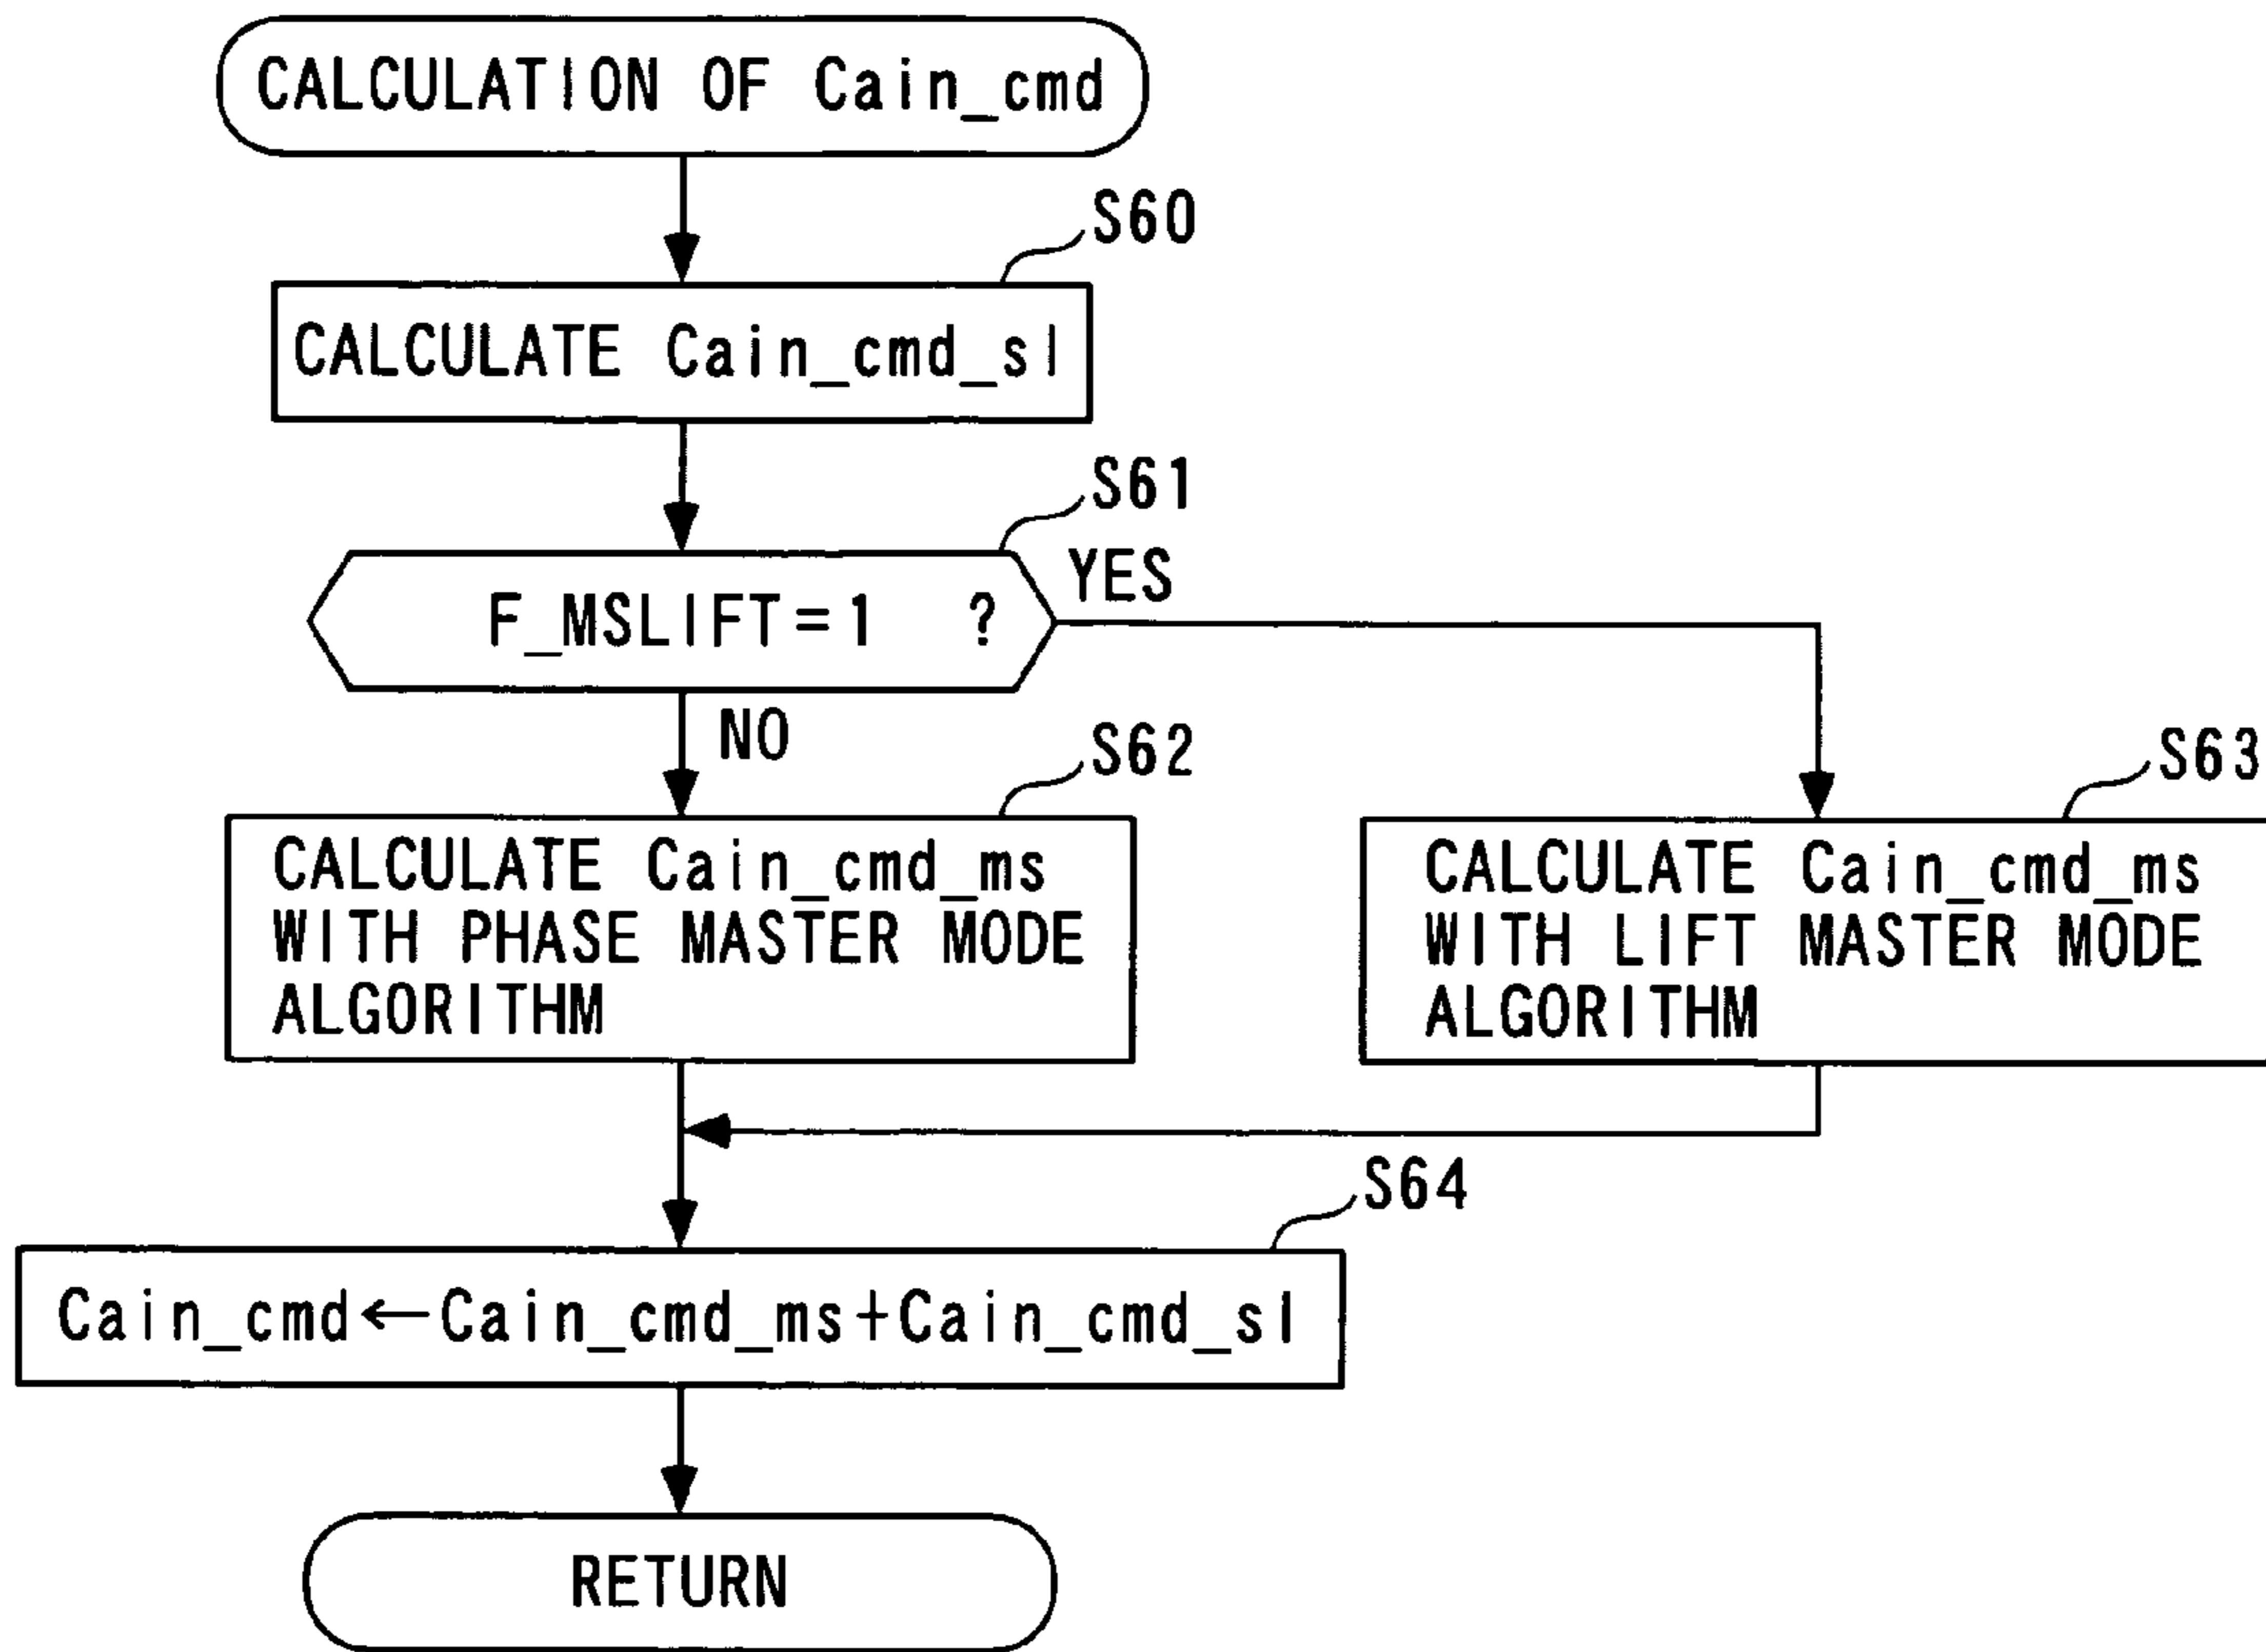 CALCULATION OF Cain_cmd
S60
CALCULATE Cain_cmd_sl
S61
F_MSLIFT=1 ?
YES
NO
S62
CALCULATE Cain_cmd_ms
WITH PHASE MASTER MODE
ALGORITHM
S63
CALCULATE Cain_cmd_ms
WITH LIFT MASTER MODE
ALGORITHM
S64
Cain_cmd←Cain_cmd_ms+Cain_cmd_sl
RETURN